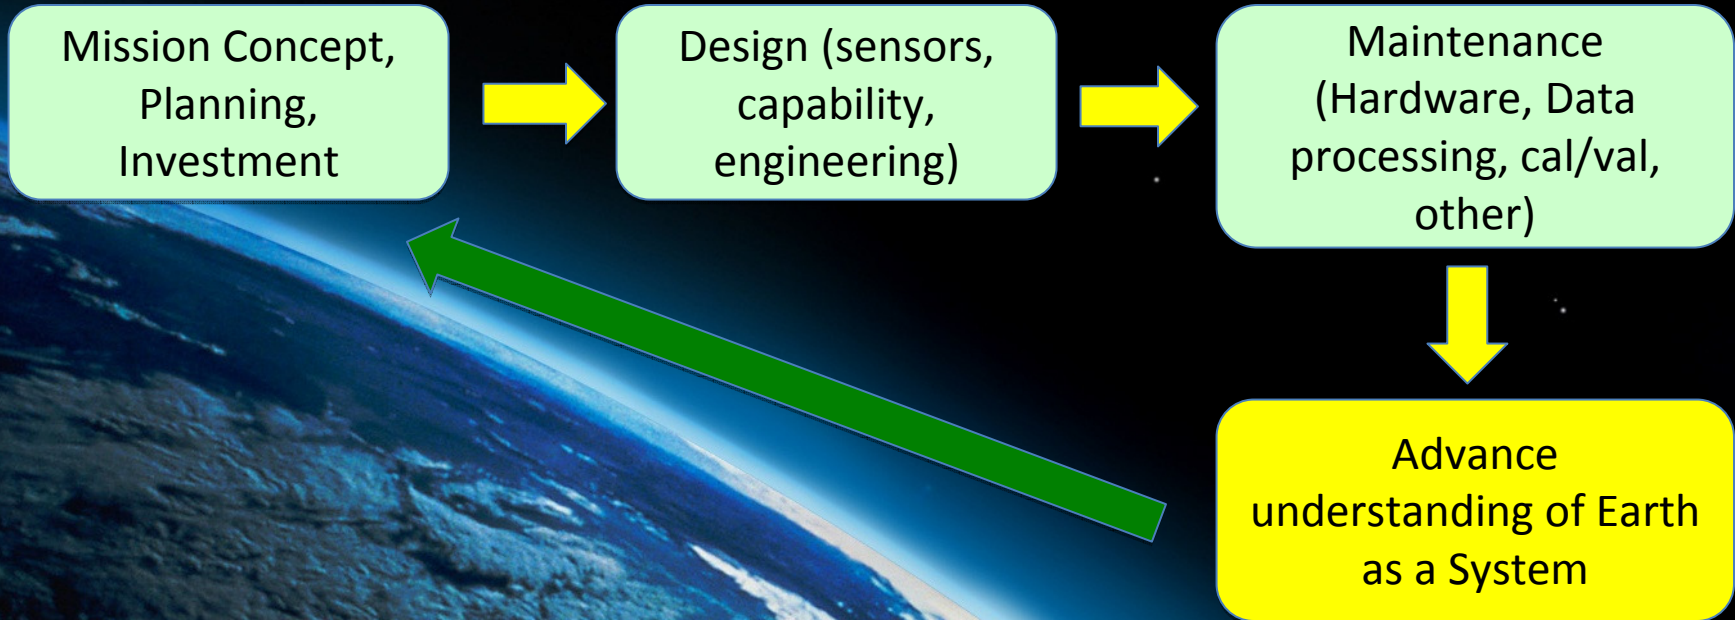 Mission Concept,
Planning,
Investment
Design (sensors,
capability,
engineering)
Maintenance
(Hardware, Data
processing, cal/val,
other)
Advance
understanding of Earth
as a System